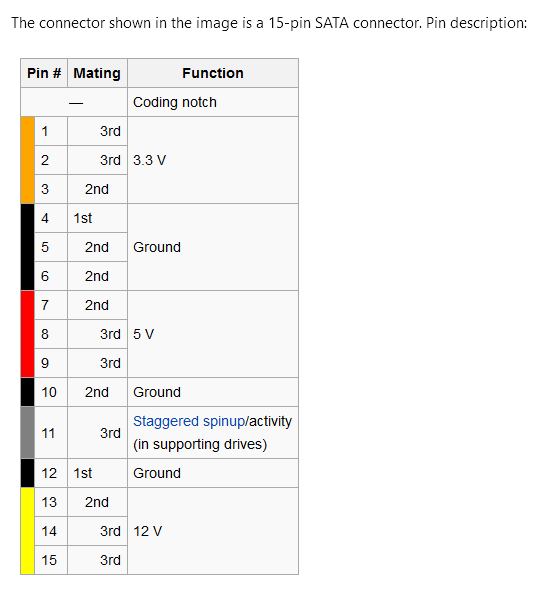 The connector shown in the image is a 15-pin SATA connector. Pin description:
Pin # Mating Function
— Coding notch
1 3rd
2 3rd 3.3 V
3 2nd
4 1st
5 2nd Ground
6 2nd
7 2nd
8 3rd 5 V
9 3rd
10 2nd Ground
Staggered spinup/activity
11 3rd
(in supporting drives)
12 1st Ground
13 2nd
14 3rd 12 V
15 3rd